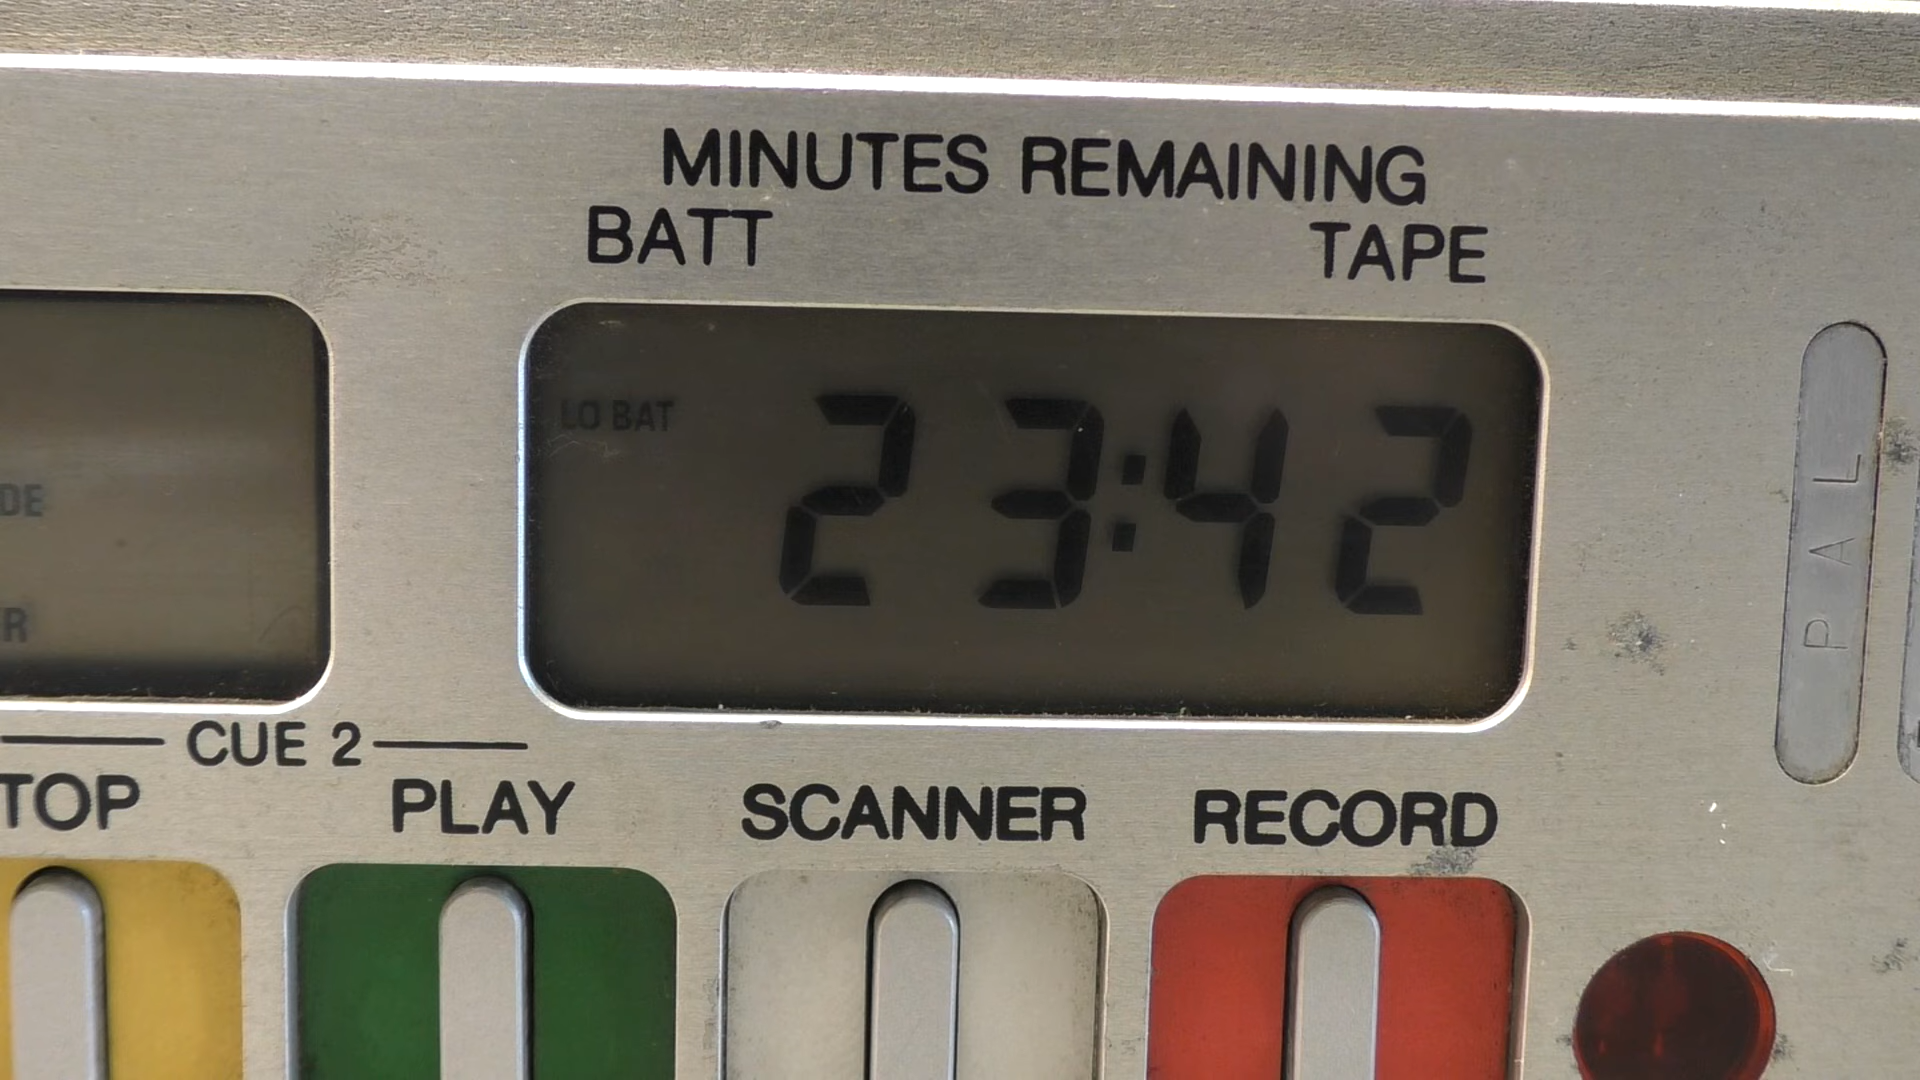 MINUTES REMAINING
BATT TAPE
LO BAT 23:42
DE
R
PAL
CUE 2
TOP PLAY SCANNER RECORD